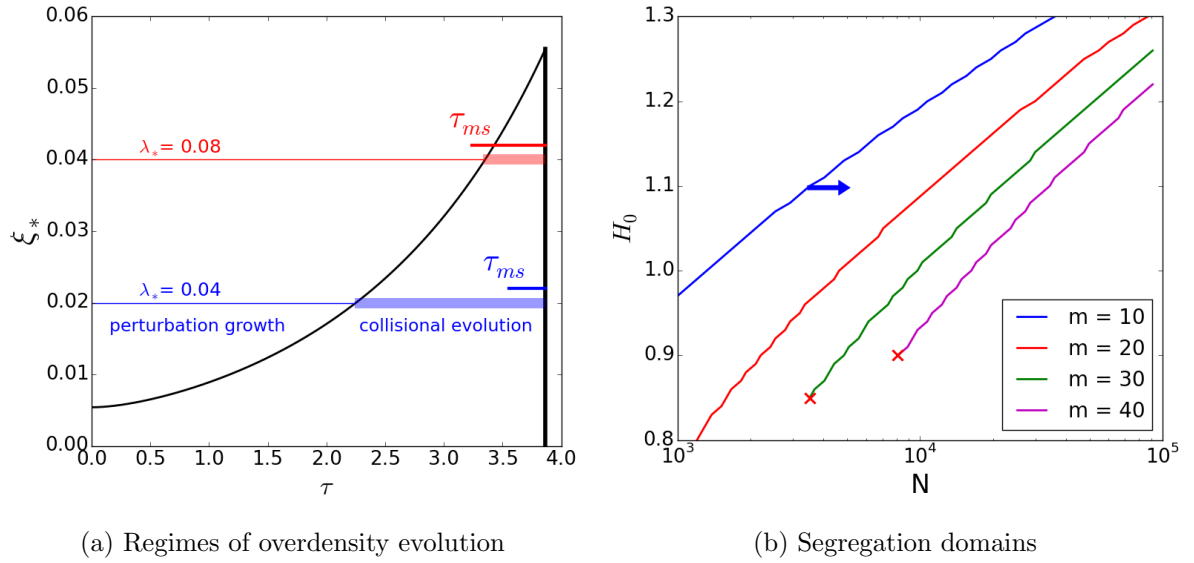 0.06
0.05
0.04
0.03
0.02
0.01
0.00
ξ*
τms
λ* = 0.08
τms
λ* = 0.04
perturbation growth
collisional evolution
0.0 0.5 1.0 1.5 2.0 2.5 3.0 3.5 4.0
τ
(a) Regimes of overdensity evolution
1.3
1.2
1.1
1.0
0.9
0.8
H₀
m = 10
m = 20
m = 30
m = 40
10³ 10⁴ 10⁵
N
(b) Segregation domains